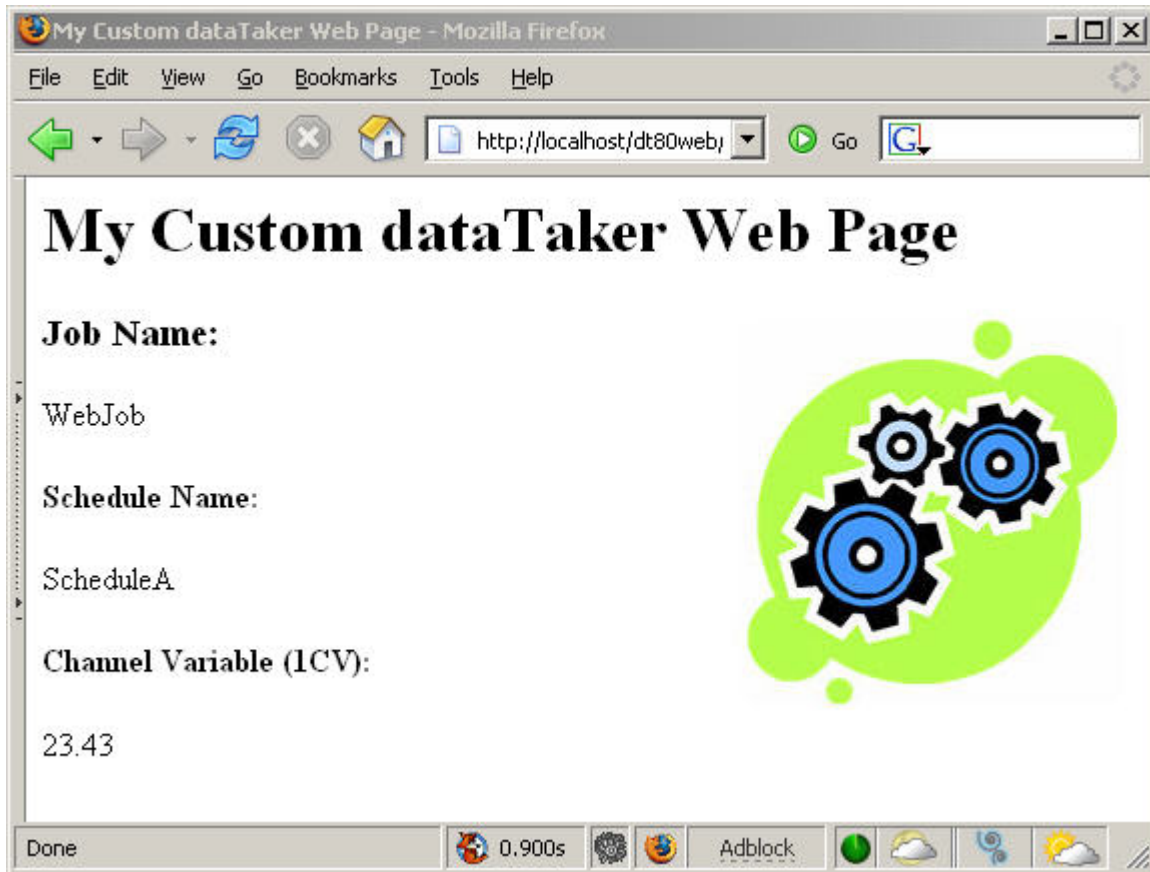 My Custom dataTaker Web Page - Mozilla Firefox
File Edit View Go Bookmarks Tools Help
http://localhost/dt80web/ Go G
My Custom dataTaker Web Page
Job Name:
WebJob
Schedule Name:
ScheduleA
Channel Variable (1CV):
23.43
Done 0.900s Adblock